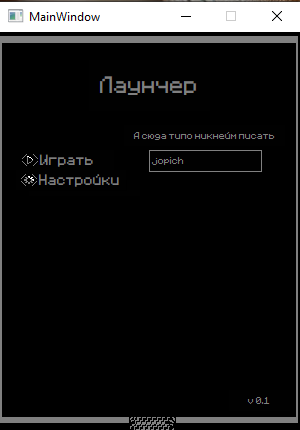 MainWindow
Лаунчер
А сюда типо никнейм писать
Играть
jopich
Настройки
v 0.1